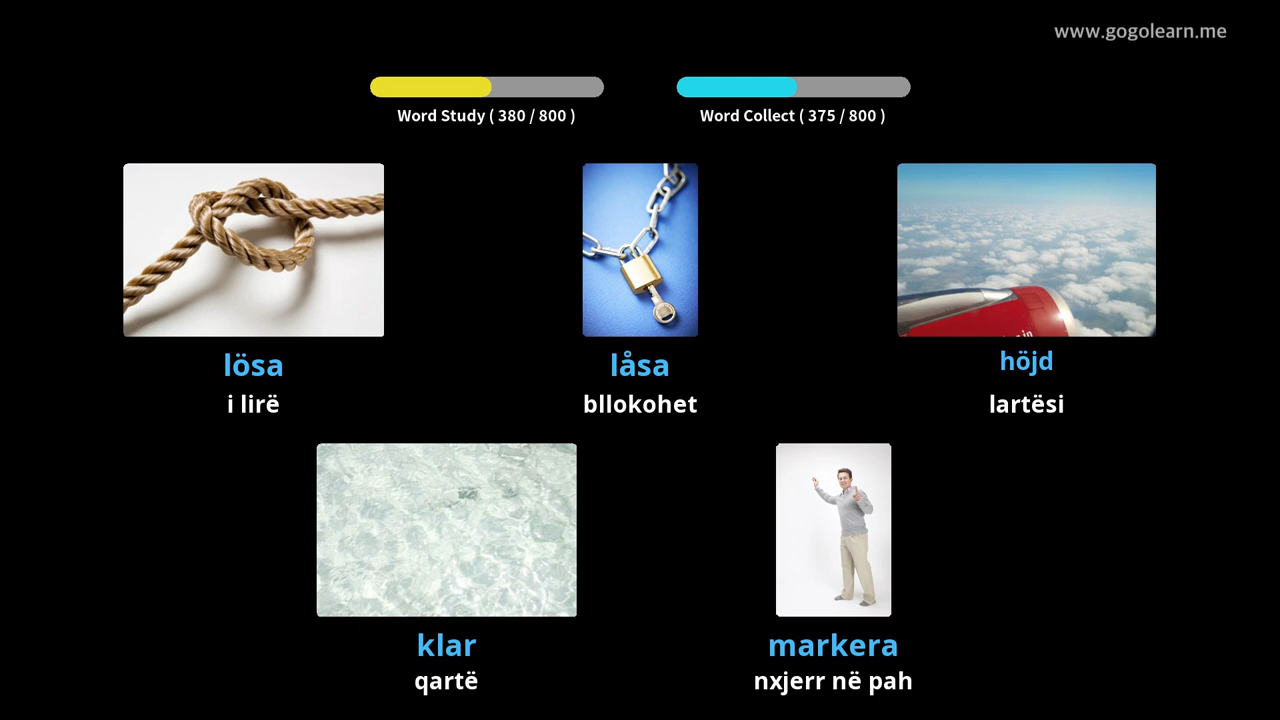 www.gogolearn.me
Word Study ( 380 / 800 )
Word Collect ( 375 / 800 )
lösa
i lirë
låsa
bllokohet
höjd
lartësi
klar
qartë
markera
nxjerr në pah